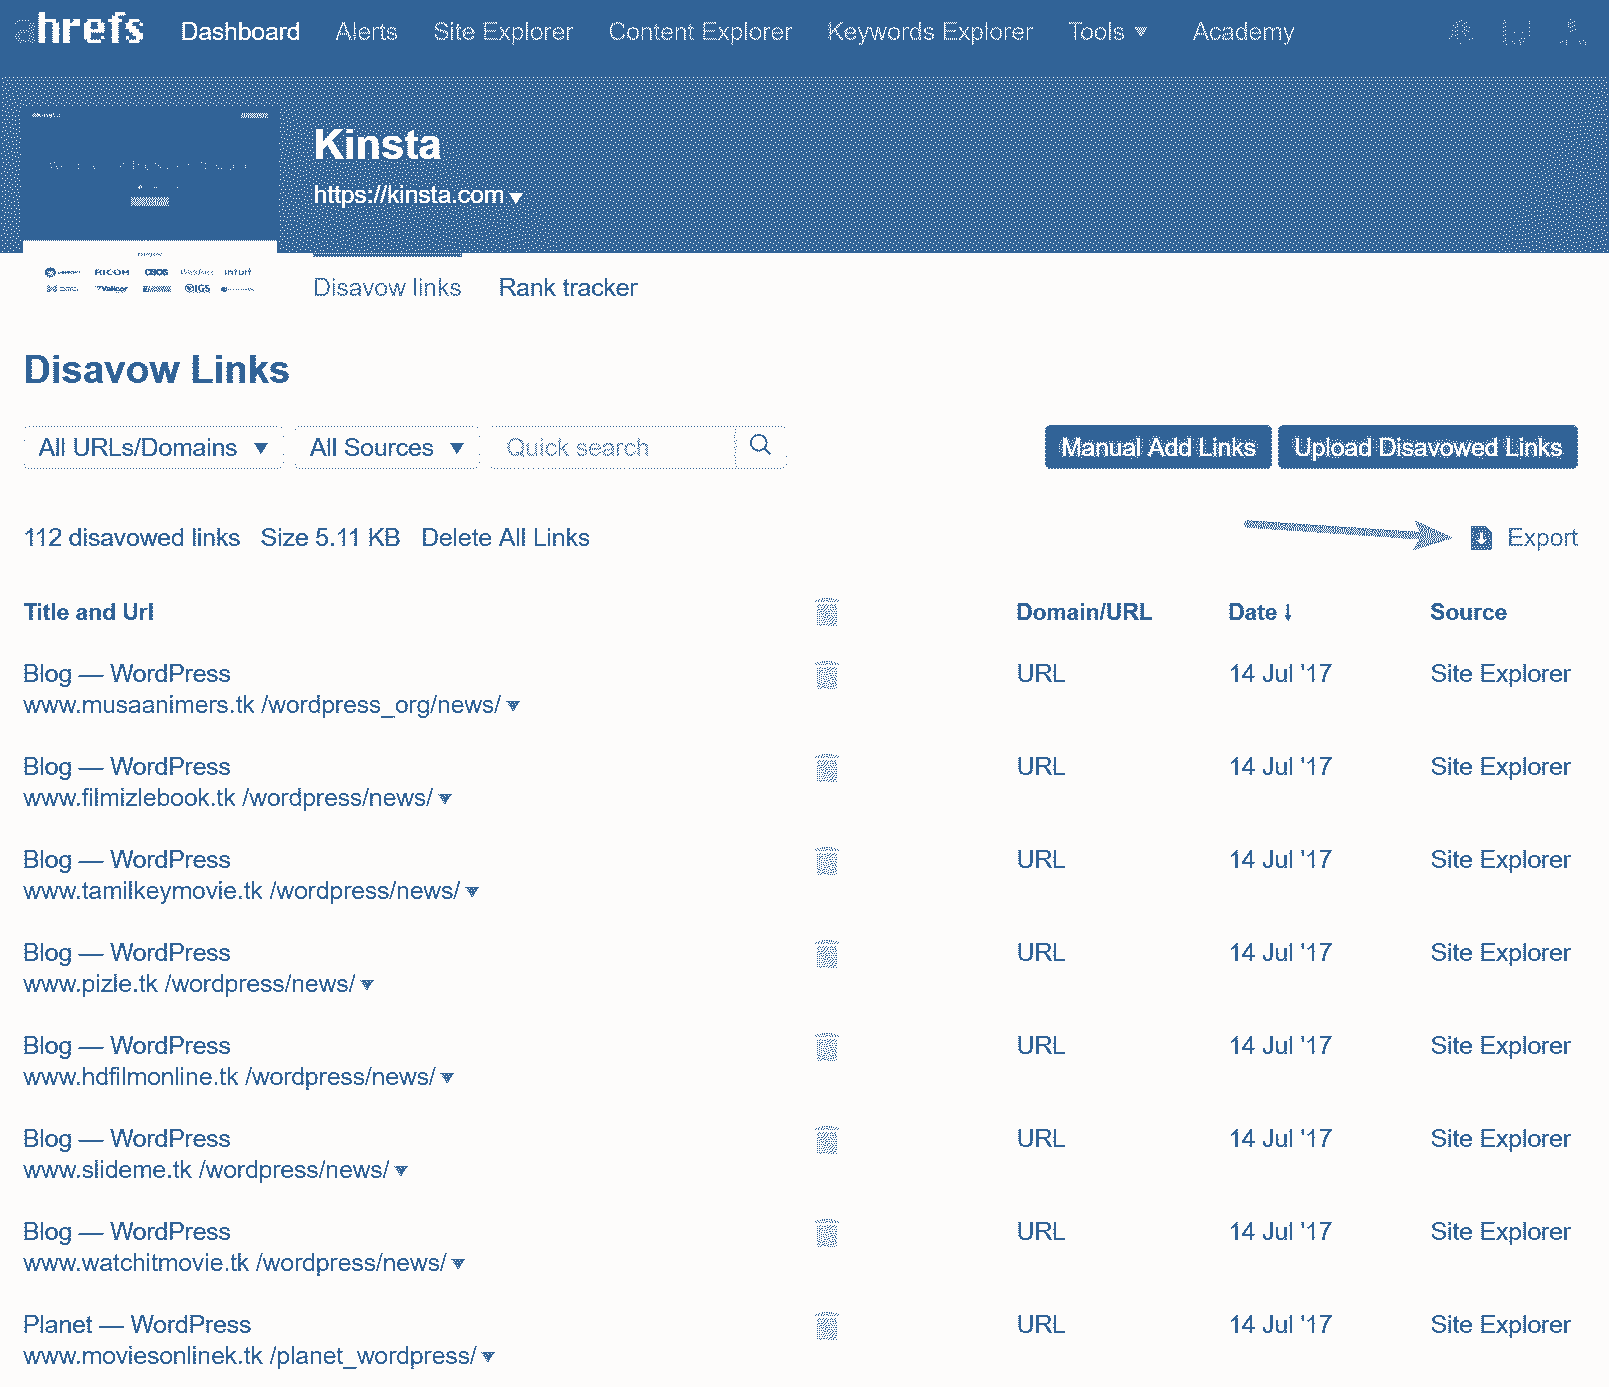 ahrefs Dashboard Alerts Site Explorer Content Explorer Keywords Explorer Tools Academy
Kinsta
https://kinsta.com
RICOH ASOS intuit
IGS
Disavow links Rank tracker
Disavow Links
All URLs/Domains All Sources Quick search Manual Add Links Upload Disavowed Links
112 disavowed links Size 5.11 KB Delete All Links Export
Title and Url Domain/URL Date ↓ Source
Blog — WordPress URL 14 Jul '17 Site Explorer
www.musaanimers.tk /wordpress_org/news/
Blog — WordPress URL 14 Jul '17 Site Explorer
www.filmizlebook.tk /wordpress/news/
Blog — WordPress URL 14 Jul '17 Site Explorer
www.tamilkeymovie.tk /wordpress/news/
Blog — WordPress URL 14 Jul '17 Site Explorer
www.pizle.tk /wordpress/news/
Blog — WordPress URL 14 Jul '17 Site Explorer
www.hdfilmonline.tk /wordpress/news/
Blog — WordPress URL 14 Jul '17 Site Explorer
www.slideme.tk /wordpress/news/
Blog — WordPress URL 14 Jul '17 Site Explorer
www.watchitmovie.tk /wordpress/news/
Planet — WordPress URL 14 Jul '17 Site Explorer
www.moviesonlinek.tk /planet_wordpress/